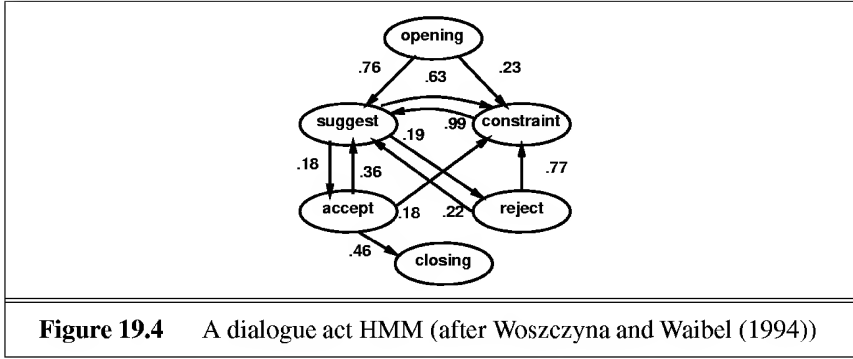 opening
.76
.23
.63
suggest
constraint
.99
.19
.18
.36
.77
accept
.18
.22
reject
.46
closing
Figure 19.4 A dialogue act HMM (after Woszczyna and Waibel (1994))